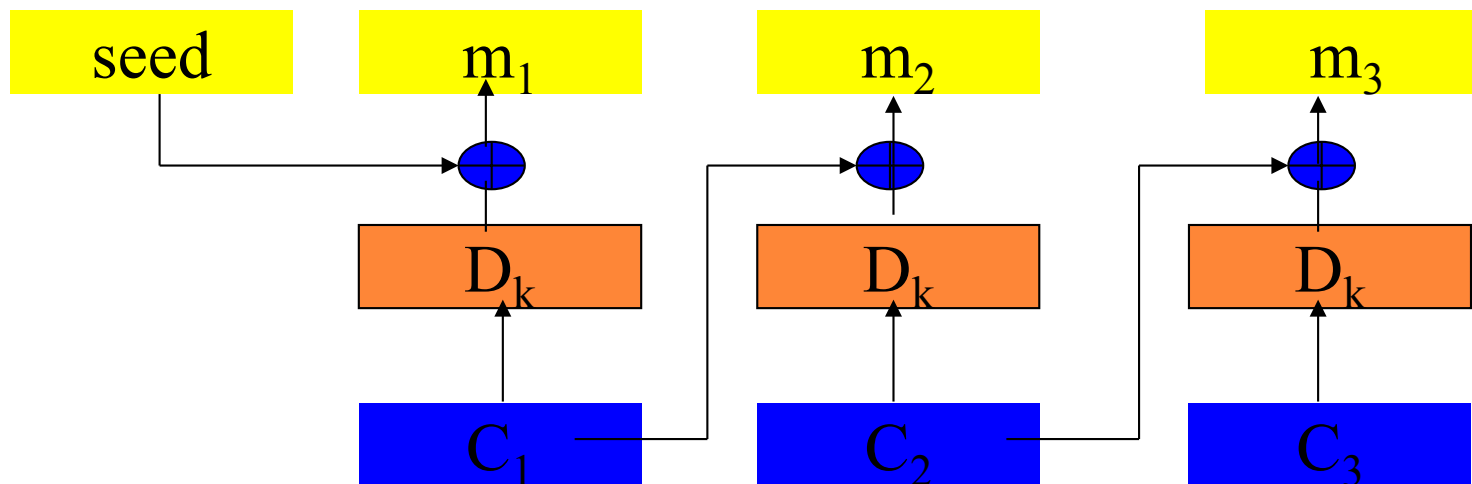 seed m₁ m₂ m₃
Dₖ Dₖ Dₖ
C₁ C₂ C₃